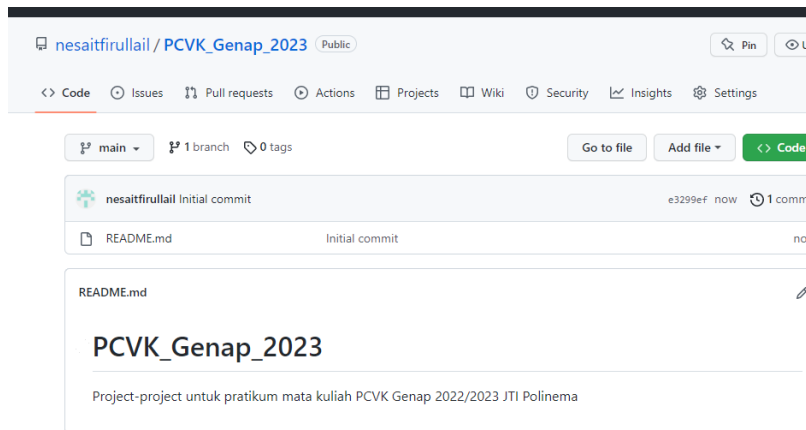 nesaitfirullail / PCVK_Genap_2023 Public Pin
<> Code Issues Pull requests Actions Projects Wiki Security Insights Settings
main 1 branch 0 tags Go to file Add file <> Code
nesaitfirullail Initial commit e3299ef now 1 comm
README.md Initial commit no
README.md
PCVK_Genap_2023
Project-project untuk pratikum mata kuliah PCVK Genap 2022/2023 JTI Polinema